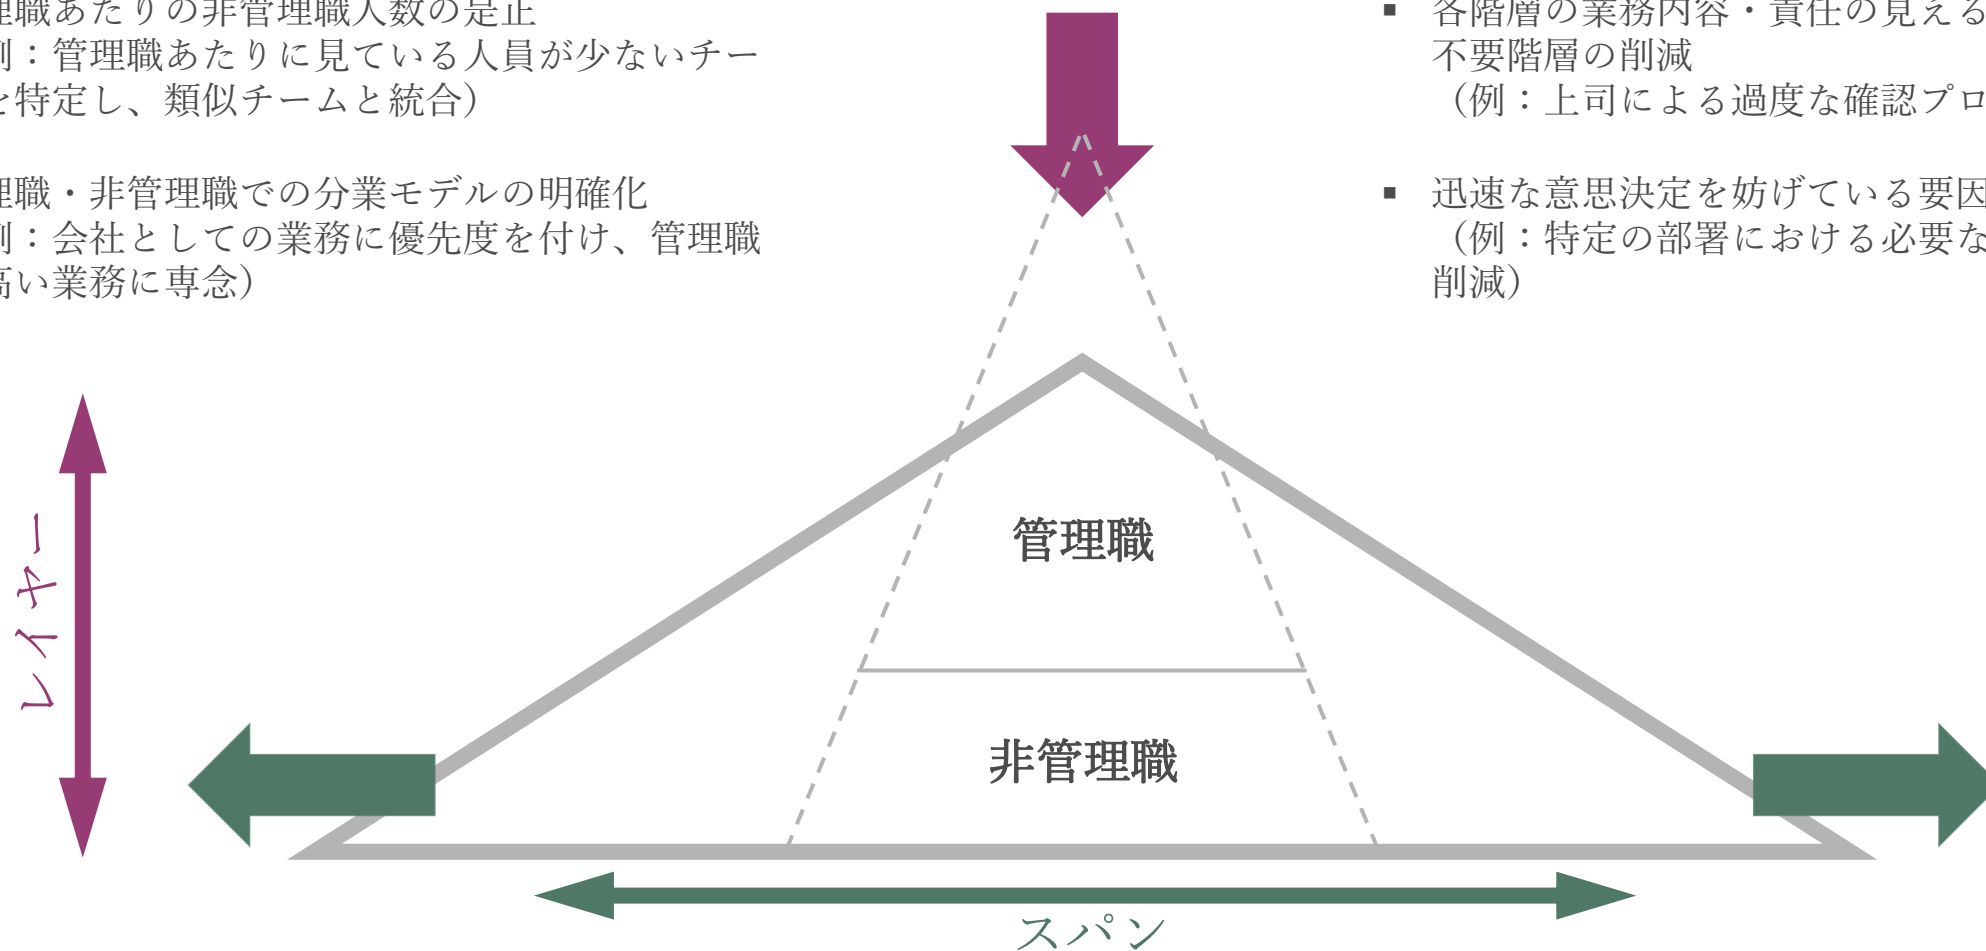 理職あたりの非管理職人数の是正
例：管理職あたりに見ている人員が少ないチー
を特定し、類似チームと統合）
理職・非管理職での分業モデルの明確化
例：会社としての業務に優先度を付け、管理職
高い業務に専念）
▪ 各階層の業務内容・責任の見える
不要階層の削減
（例：上司による過度な確認プロ
▪ 迅速な意思決定を妨げている要因
（例：特定の部署における必要な
削減）
レイヤー
管理職
非管理職
スパン